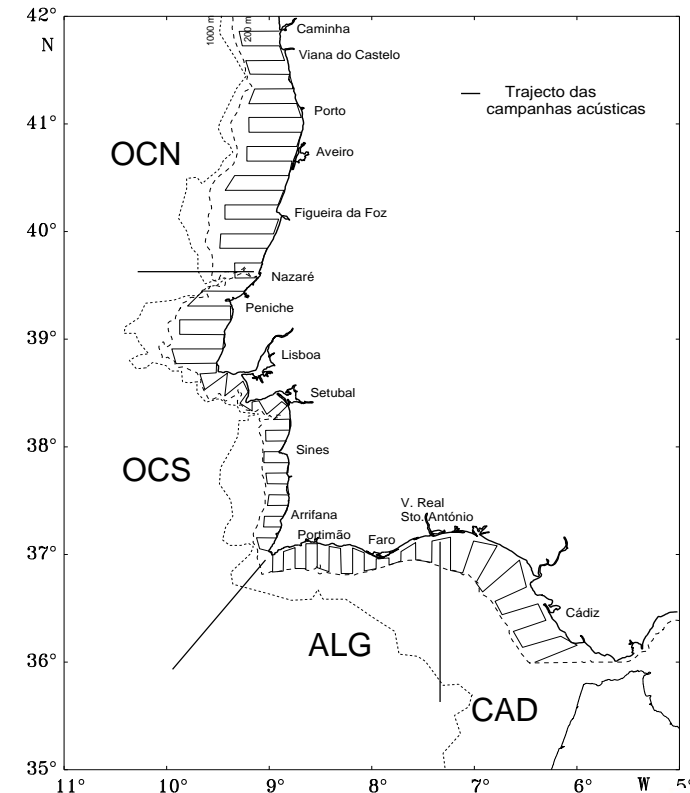 42°
N
1000 m
200 m
Caminha
Viana do Castelo
Trajecto das
campanhas acústicas
Porto
41°
OCN
Aveiro
Figueira da Foz
40°
Nazaré
Peniche
39°
Lisboa
Setubal
38°
OCS
Sines
Arrifana
V. Real
Sto. António
Portimão
Faro
37°
Cádiz
ALG
36°
CAD
35°
11°
10°
9°
8°
7°
6°
W
5°